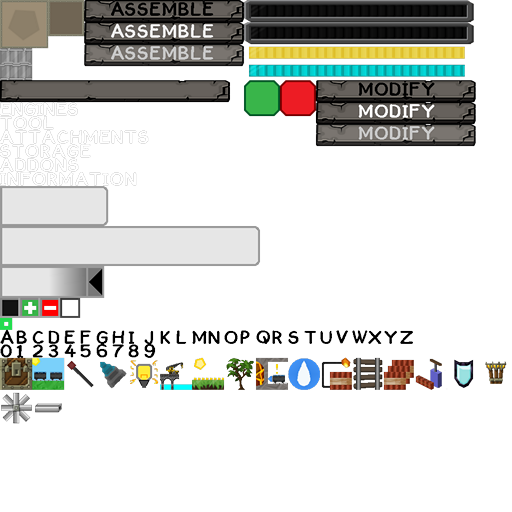 ASSEMBLE
ASSEMBLE
ASSEMBLE
MODIFY
MODIFY
MODIFY
ENGINES
TOOL
ATTACHMENTS
STORAGE
ADDONS
INFORMATION
ABCDEFGHIJKLMNOPQRSTUVWXYZ
0123456789